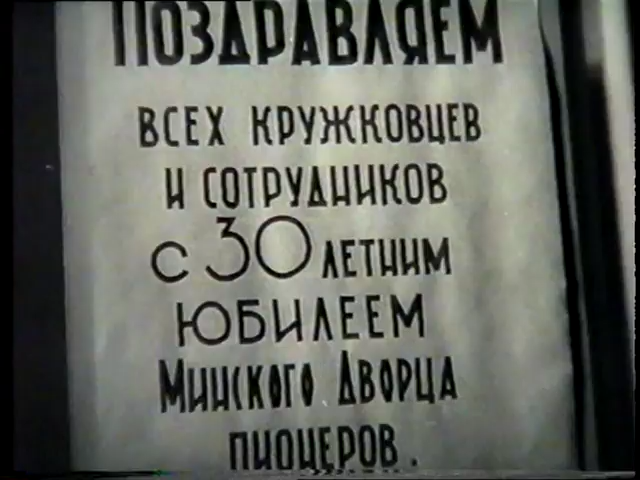 ПОЗДРАВЛЯЕМ
ВСЕХ КРУЖКОВЦЕВ
И СОТРУДНИКОВ
С 30 ЛЕТНИМ
ЮБИЛЕЕМ
МИНСКОГО ДВОРЦА
ПИОНЕРОВ.